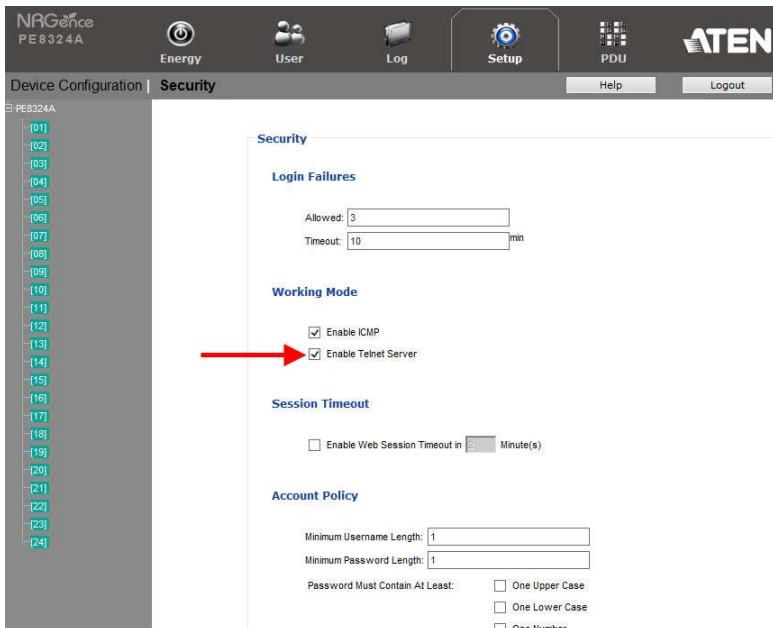 NRGence
PE8324A
Energy
User
Log
Setup
PDU
ATEN
Device Configuration | Security
Help
Logout
PE8324A
[01]
[02]
[03]
[04]
[05]
[06]
[07]
[08]
[09]
[10]
[11]
[12]
[13]
[14]
[15]
[16]
[17]
[18]
[19]
[20]
[21]
[22]
[23]
[24]
Security
Login Failures
Allowed: 3
Timeout: 10 min
Working Mode
Enable ICMP
Enable Telnet Server
Session Timeout
Enable Web Session Timeout in 2 Minute(s)
Account Policy
Minimum Username Length: 1
Minimum Password Length: 1
Password Must Contain At Least: One Upper Case
One Lower Case
One Number